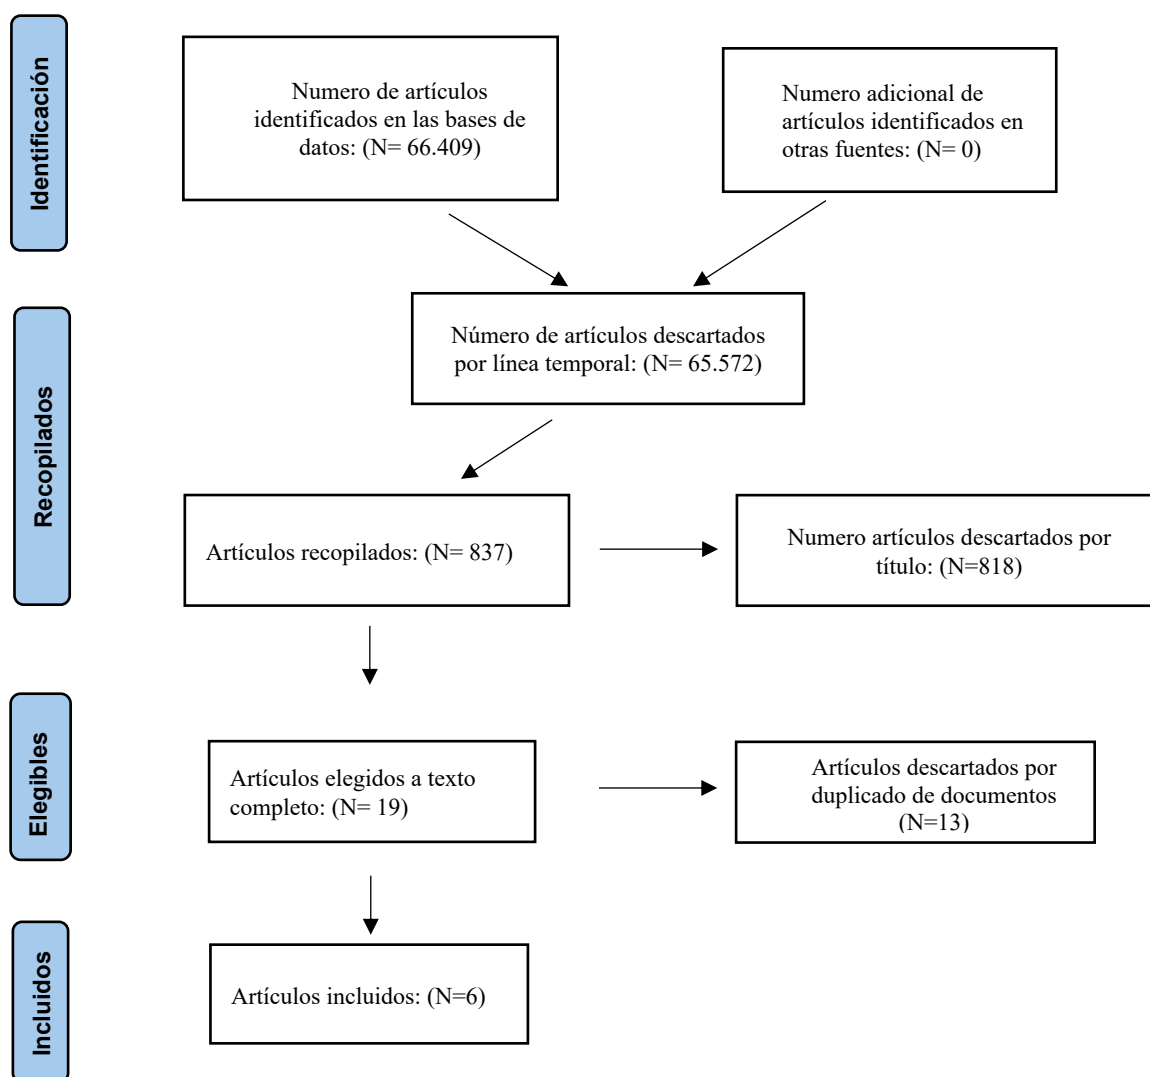 Identificación
Numero de artículos
identificados en las bases de
datos: (N= 66.409)
Numero adicional de
artículos identificados en
otras fuentes: (N= 0)
Recopilados
Número de artículos descartados
por línea temporal: (N= 65.572)
Artículos recopilados: (N= 837)
Numero artículos descartados por
título: (N=818)
Elegibles
Artículos elegidos a texto
completo: (N= 19)
Artículos descartados por
duplicado de documentos
(N=13)
Incluidos
Artículos incluidos: (N=6)